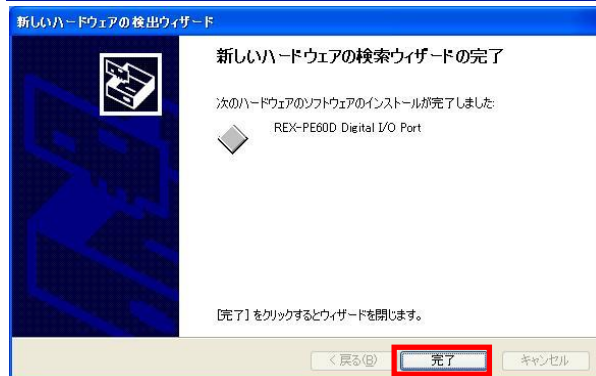 新しいハードウェアの検出ウィザード
新しいハードウェアの検索ウィザードの完了
次のハードウェアのソフトウェアのインストールが完了しました:
REX-PE60D Digital I/O Port
[完了] をクリックするとウィザードを閉じます。
< 戻る(B)
完了
キャンセル